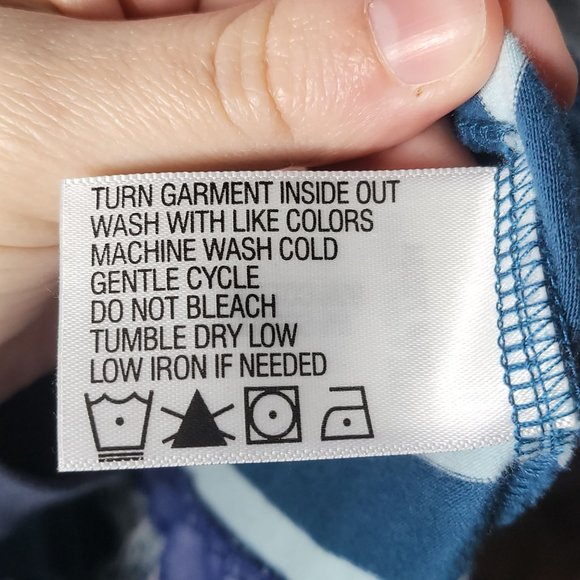 TURN GARMENT INSIDE OUT
WASH WITH LIKE COLORS
MACHINE WASH COLD
GENTLE CYCLE
DO NOT BLEACH
TUMBLE DRY LOW
LOW IRON IF NEEDED